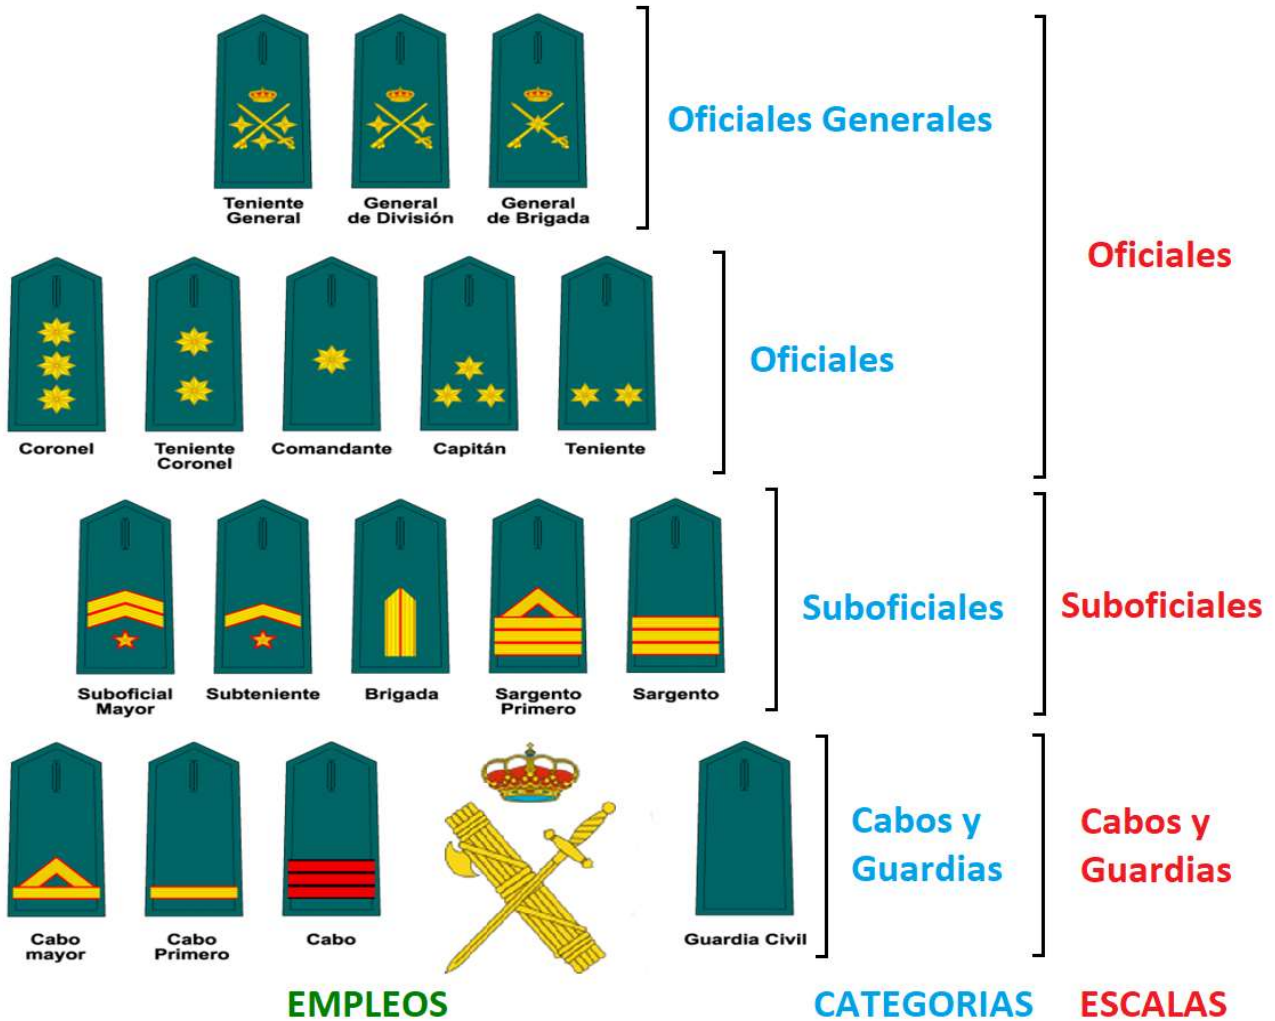 Oficiales Generales
Teniente
General
General
de División
General
de Brigada
Oficiales
Oficiales
Coronel
Teniente
Coronel
Comandante
Capitán
Teniente
Suboficiales
Suboficiales
Suboficial
Mayor
Subteniente
Brigada
Sargento
Primero
Sargento
Cabos y
Guardias
Cabos y
Guardias
Cabo
mayor
Cabo
Primero
Cabo
Guardia Civil
EMPLEOS
CATEGORIAS
ESCALAS